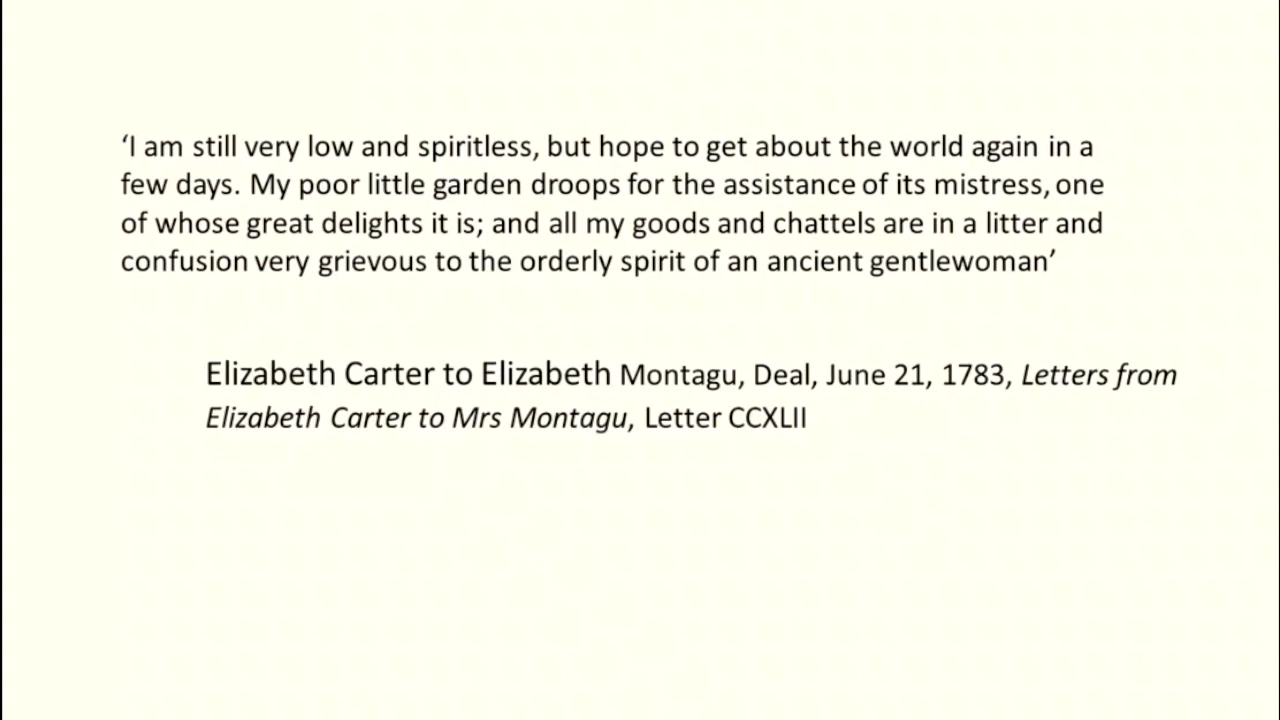 ‘I am still very low and spiritless, but hope to get about the world again in a
few days. My poor little garden droops for the assistance of its mistress, one
of whose great delights it is; and all my goods and chattels are in a litter and
confusion very grievous to the orderly spirit of an ancient gentlewoman’
Elizabeth Carter to Elizabeth Montagu, Deal, June 21, 1783, Letters from
Elizabeth Carter to Mrs Montagu, Letter CCXLII